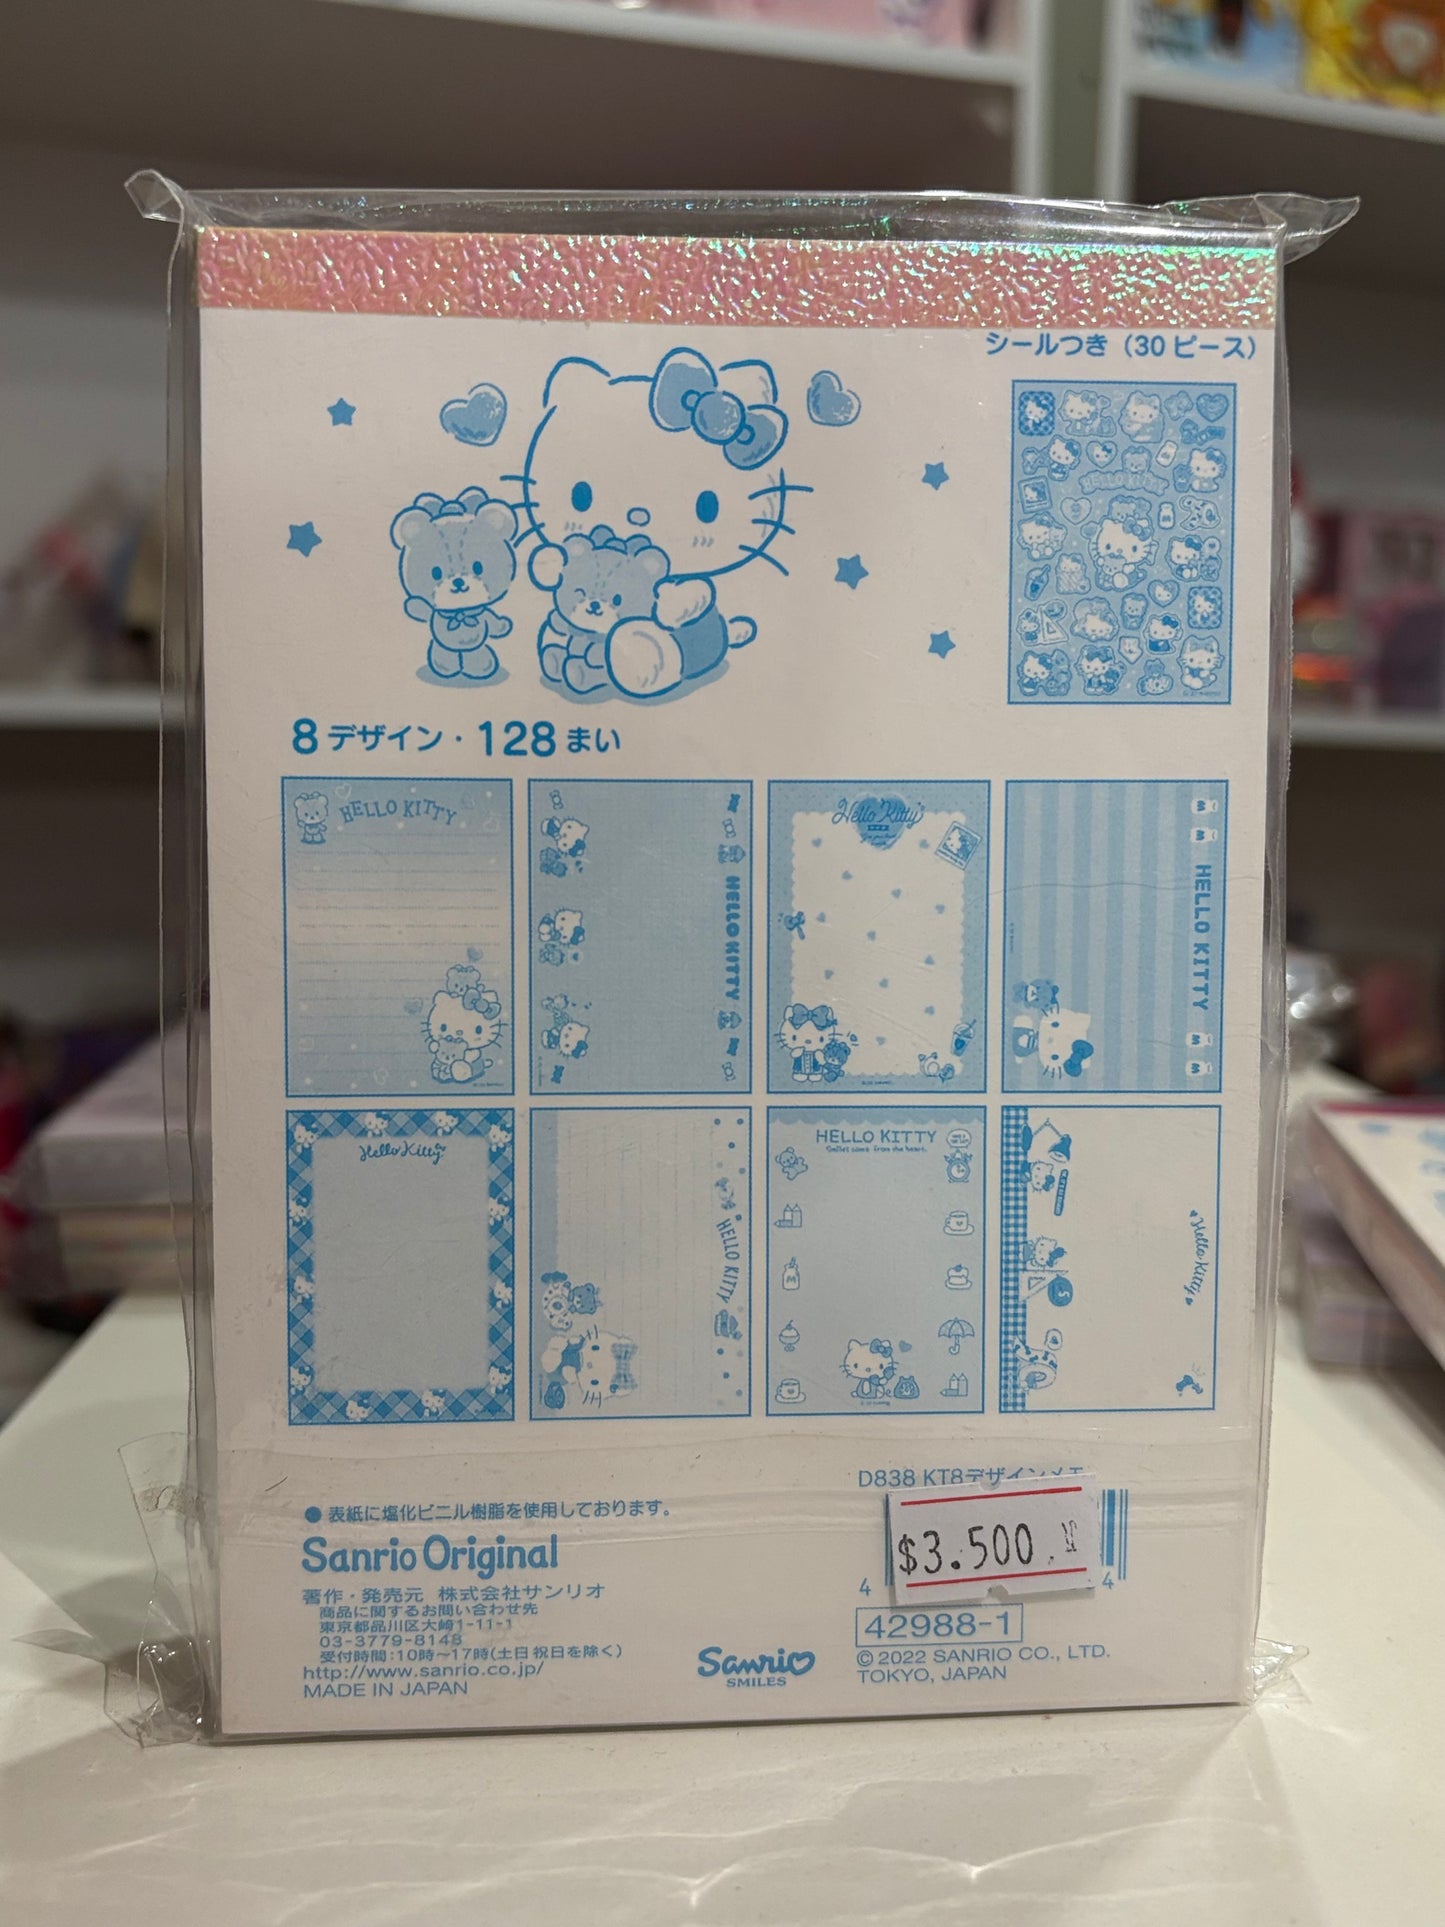 シールつき（30ピース）
HELLO KITTY
8デザイン・128まい
HELLO KITTY
HELLO KITTY
Hello Kitty
HELLO KITTY
Hello Kitty
HELLO KITTY
HELLO KITTY
Hello Kitty
D838 KT8デザインメモ
●表紙に塩化ビニル樹脂を使用しております。
Sanrio Original
$3.500.
4 4
著作・発売元 株式会社サンリオ
商品に関するお問い合わせ先
東京都品川区大崎1-11-1
03-3779-8148
受付時間:10時～17時(土日祝日を除く)
http://www.sanrio.co.jp/
MADE IN JAPAN
Sanrio
SMILES
42988-1
© 2022 SANRIO CO., LTD.
TOKYO, JAPAN